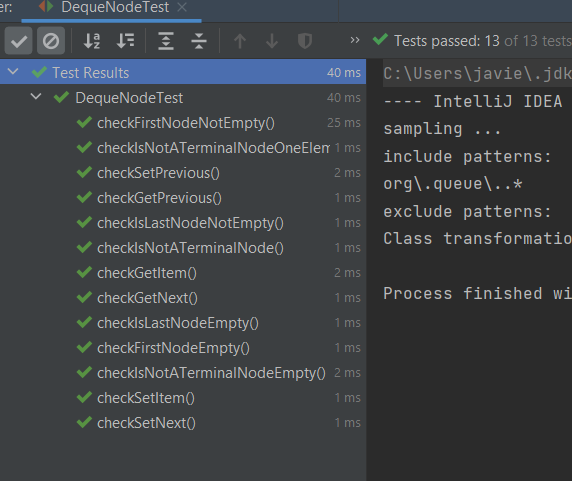 er: DequeNodeTest ×
» Tests passed: 13 of 13 tests
Test Results 40 ms
DequeNodeTest 40 ms
checkFirstNodeNotEmpty() 25 ms
checkIsNotATerminalNodeOneElem 1 ms
checkSetPrevious() 2 ms
checkGetPrevious() 1 ms
checkIsLastNodeNotEmpty() 1 ms
checkIsNotATerminalNode() 1 ms
checkGetItem() 2 ms
checkGetNext() 1 ms
checkIsLastNodeEmpty() 1 ms
checkFirstNodeEmpty() 1 ms
checkIsNotATerminalNodeEmpty() 2 ms
checkSetItem() 1 ms
checkSetNext() 1 ms
C:\Users\javie\.jdk
---- IntelliJ IDEA
sampling ...
include patterns:
org\.queue\..*
exclude patterns:
Class transformatio
Process finished wi